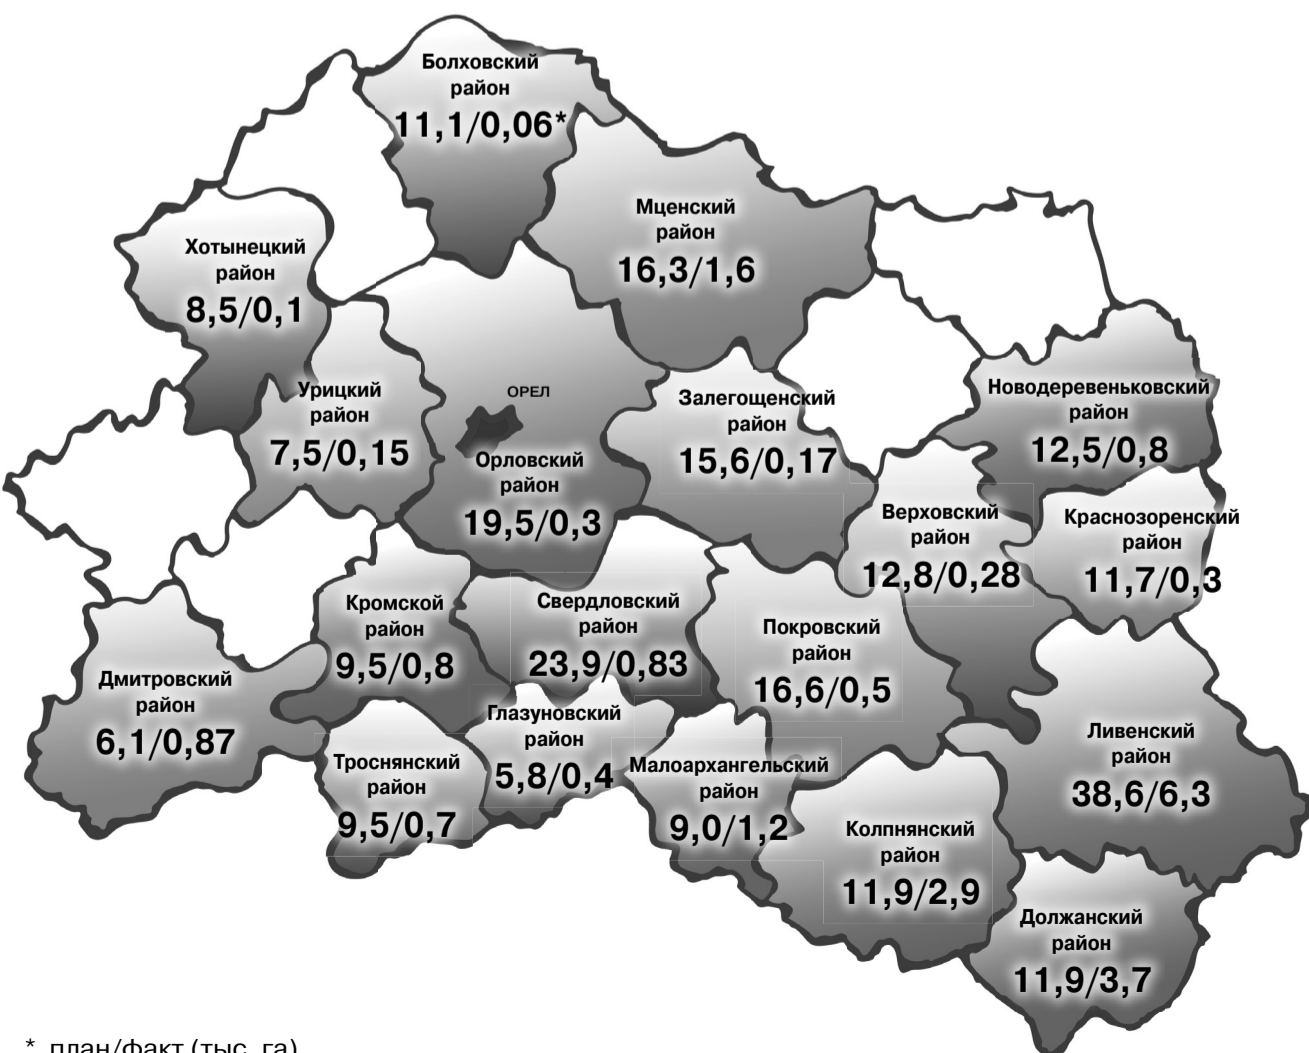 Болховский
район
11,1/0,06*
Мценский
район
16,3/1,6
Хотынецкий
район
8,5/0,1
Урицкий
район
7,5/0,15
ОРЕЛ
Орловский
район
19,5/0,3
Залегощенский
район
15,6/0,17
Новодеревеньковский
район
12,5/0,8
Верховский
район
12,8/0,28
Краснозоренский
район
11,7/0,3
Кромской
район
9,5/0,8
Свердловский
район
23,9/0,83
Покровский
район
16,6/0,5
Дмитровский
район
6,1/0,87
Троснянский
район
9,5/0,7
Глазуновский
район
5,8/0,4
Малоархангельский
район
9,0/1,2
Ливенский
район
38,6/6,3
Колпнянский
район
11,9/2,9
Должанский
район
11,9/3,7
* план/факт (тыс. га)